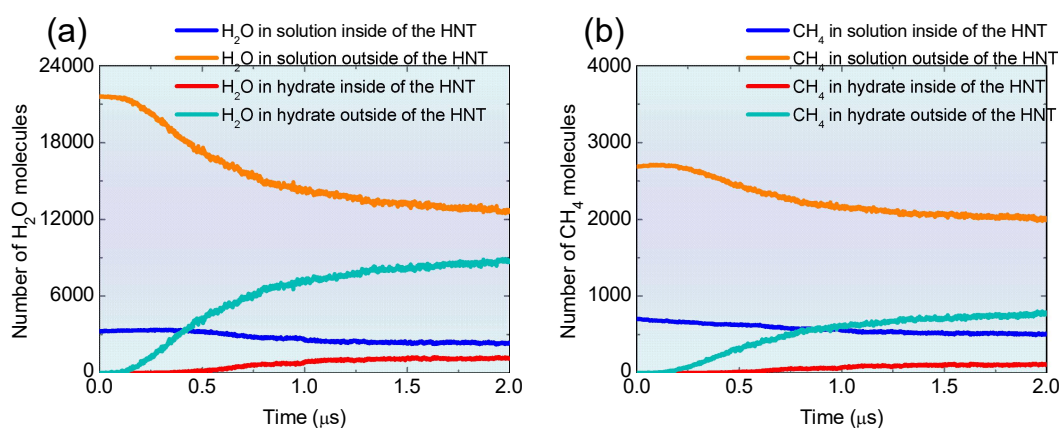 (a)
H₂O in solution inside of the HNT
H₂O in solution outside of the HNT
H₂O in hydrate inside of the HNT
H₂O in hydrate outside of the HNT
Number of H₂O molecules
24000
18000
12000
6000
0
0.0 0.5 1.0 1.5 2.0
Time (μs)
(b)
CH₄ in solution inside of the HNT
CH₄ in solution outside of the HNT
CH₄ in hydrate inside of the HNT
CH₄ in hydrate outside of the HNT
Number of CH₄ molecules
4000
3000
2000
1000
0
0.0 0.5 1.0 1.5 2.0
Time (μs)